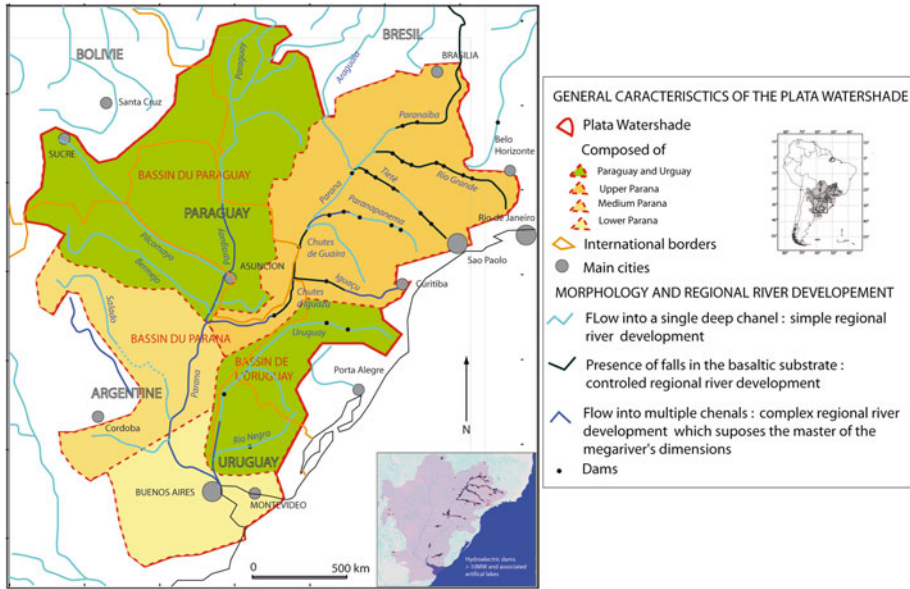 BOLIVIE
BRESIL
BRASILIA
Santa Cruz
Paraguay
Araguaia
SUCRE
Paranaiba
Belo
Horizonte
BASSIN DU PARAGUAY
Parana
Tieté
Rio Grande
PARAGUAY
Paranapanema
Rio de Janeiro
Pilcomayo
Paraguay
Chutes
de Guaira
Bermejo
ASUNCION
Sao Paolo
Iguaçu
Curitiba
Chutes
d'Iguazu
Salado
BASSIN DU PARANA
Uruguay
BASSIN DE
L'URUGUAY
Parana
Porta Alegre
ARGENTINE
Cordoba
Rio Negro
URUGUAY
N
BUENOS AIRES
MONTEVIDEO
0 500 km
Hydroelectric dams
> 10MW and associated
artifical lakes
GENERAL CARACTERISCTICS OF THE PLATA WATERSHADE
Plata Watershade
Composed of
Paraguay and Urguay
Upper Parana
Medium Parana
Lower Parana
International borders
Main cities
MORPHOLOGY AND REGIONAL RIVER DEVELOPEMENT
FLow into a single deep chanel : simple regional
river development
Presence of falls in the basaltic substrate :
controled regional river development
Flow into multiple chenals : complex regional river
development which suposes the master of the
megariver's dimensions
Dams